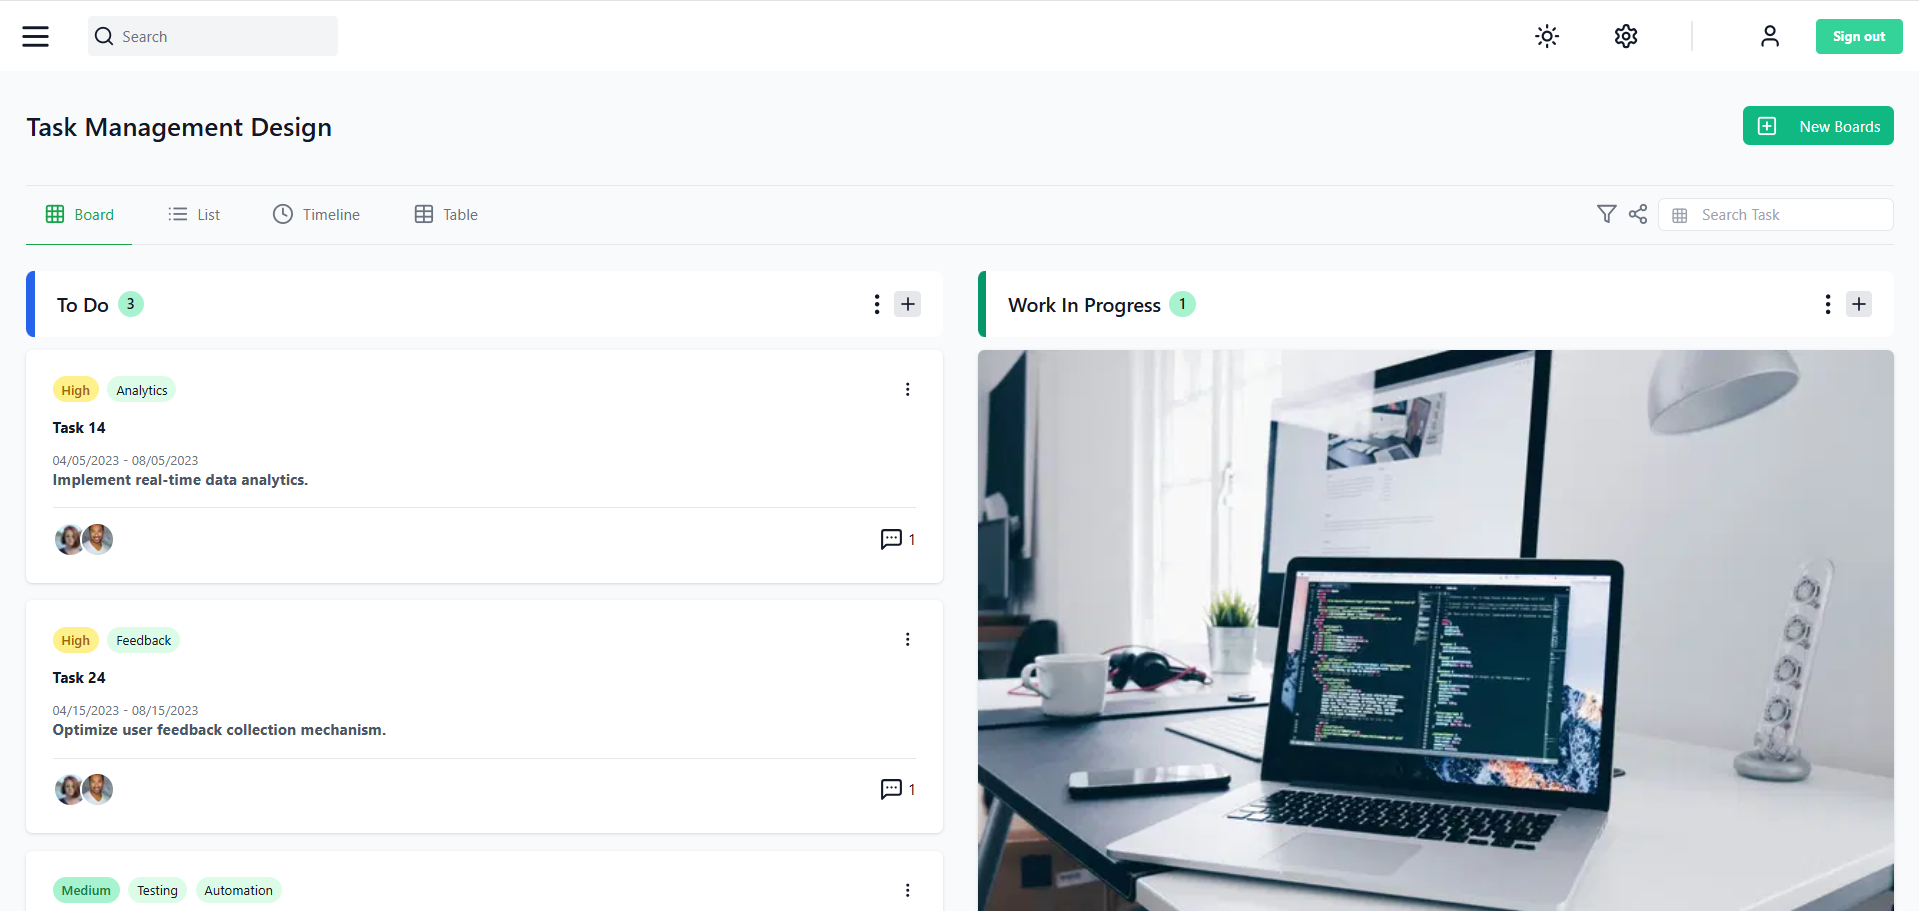 Search
Sign out
Task Management Design
New Boards
Board
List
Timeline
Table
Search Task
To Do 3
Work In Progress 1
High Analytics
Task 14
04/05/2023 - 08/05/2023
Implement real-time data analytics.
1
High Feedback
Task 24
04/15/2023 - 08/15/2023
Optimize user feedback collection mechanism.
1
Medium Testing Automation